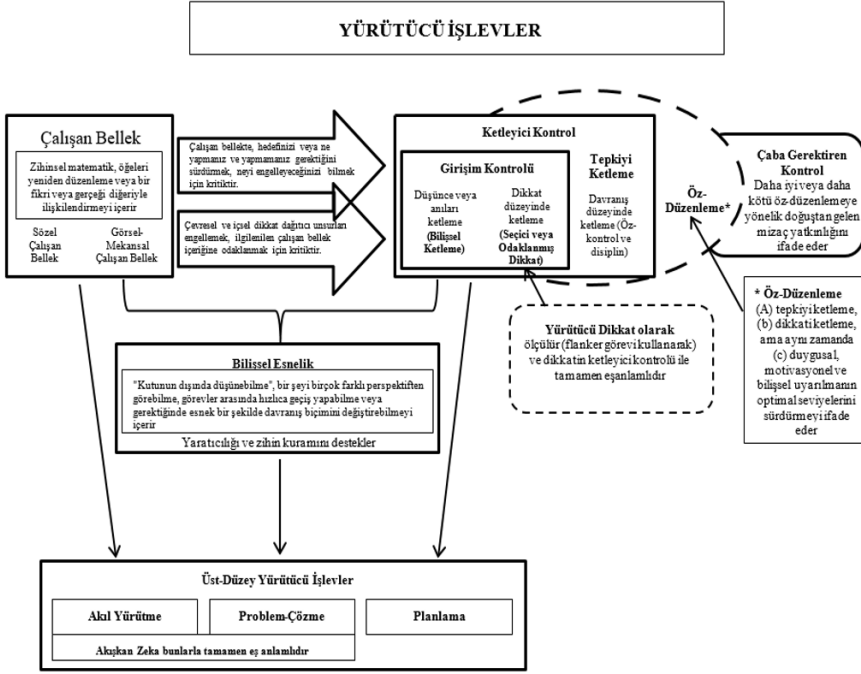 YÜRÜTÜCÜ İŞLEVLER
Çalışan Bellek
Zihinsel matematik, öğeleri
yeniden düzenleme veya bir
fikri veya gerçeği diğeriyle
ilişkilendirmeyi içerir
Sözel
Çalışan
Bellek
Görsel-
Mekansal
Çalışan Bellek
Çalışan bellekte, hedefinizi veya ne
yapmanız ve yapmamanız gerektiğini
sürdürmek, neyi engelleyeceğinizi bilmek
için kritiktir.
Çevresel ve içsel dikkat dağıtıcı unsurları
engellemek, ilgilenilen çalışan bellek
içeriğine odaklanmak için kritiktir.
Ketleyici Kontrol
Girişim Kontrolü
Düşünce veya
anıları
ketleme
(Bilişsel
Ketleme)
Dikkat
düzeyinde
ketleme
(Seçici veya
Odaklanmış
Dikkat)
Tepkiyi
Ketleme
Davranış
düzeyinde
ketleme (Öz-
kontrol ve
disiplin)
Öz-
Düzenleme*
Çaba Gerektiren
Kontrol
Daha iyi veya daha
kötü öz-düzenlemeye
yönelik doğuştan gelen
mizaç yatkınlığını
ifade eder
* Öz-Düzenleme
(A) tepkiyi ketleme,
(b) dikkati ketleme,
ama aynı zamanda
(c) duygusal,
motivasyonel ve
bilişsel uyarılmanın
optimal seviyelerini
sürdürmeyi ifade
eder
Yürütücü Dikkat olarak
ölçülür (flanker görevi kullanarak)
ve dikkatin ketleyici kontrolü ile
tamamen eşanlamlıdır
Bilişsel Esnelik
"Kutunun dışında düşünebilme", bir şeyi birçok farklı perspektiften
görebilme, görevler arasında hızlıca geçiş yapabilme veya
gerektiğinde esnek bir şekilde davranış biçimini değiştirebilmeyi
içerir
Yaratıcılığı ve zihin kuramını destekler
Üst-Düzey Yürütücü İşlevler
Akıl Yürütme
Problem-Çözme
Planlama
Akışkan Zeka bunlarla tamamen eş anlamlıdır